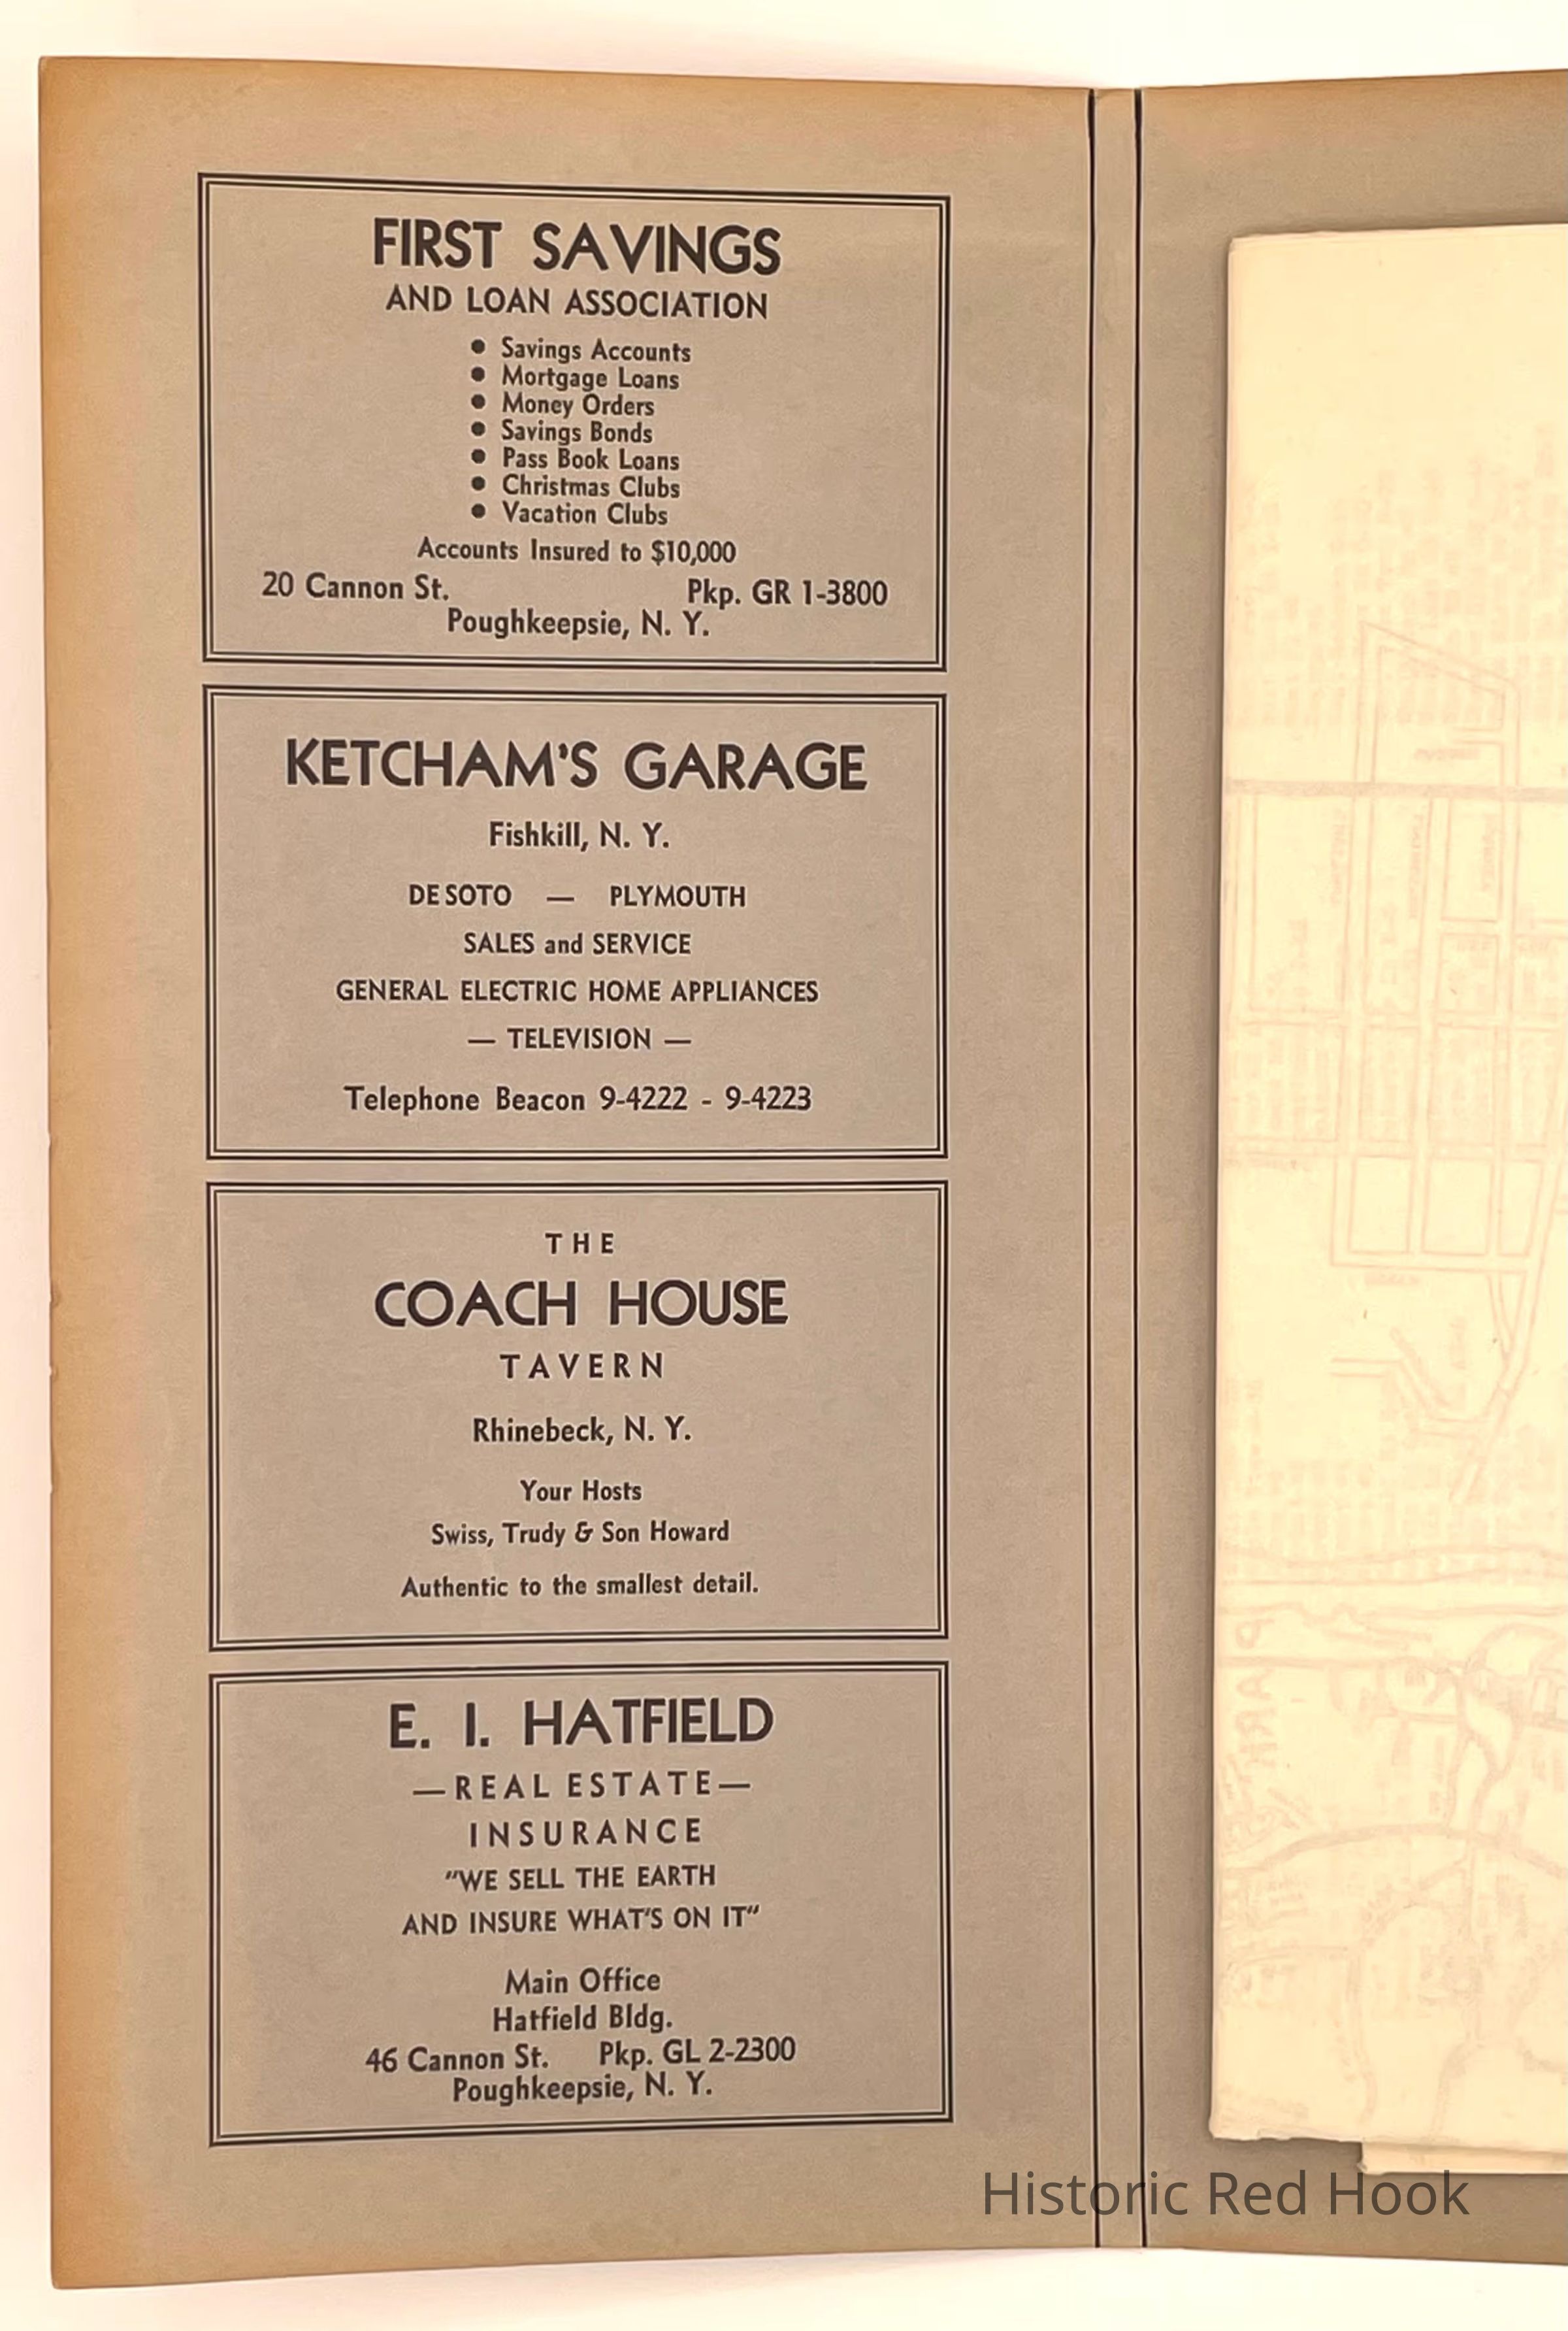 FIRST SAVINGS
AND LOAN ASSOCIATION
● Savings Accounts
● Mortgage Loans
● Money Orders
● Savings Bonds
● Pass Book Loans
● Christmas Clubs
● Vacation Clubs
Accounts Insured to $10,000
20 Cannon St. Pkp. GR 1-3800
Poughkeepsie, N. Y.
KETCHAM'S GARAGE
Fishkill, N. Y.
DE SOTO — PLYMOUTH
SALES and SERVICE
GENERAL ELECTRIC HOME APPLIANCES
— TELEVISION —
Telephone Beacon 9-4222 - 9-4223
THE
COACH HOUSE
TAVERN
Rhinebeck, N. Y.
Your Hosts
Swiss, Trudy & Son Howard
Authentic to the smallest detail.
E. I. HATFIELD
—REAL ESTATE—
INSURANCE
"WE SELL THE EARTH
AND INSURE WHAT'S ON IT"
Main Office
Hatfield Bldg.
46 Cannon St. Pkp. GL 2-2300
Poughkeepsie, N. Y.
Historic Red Hook